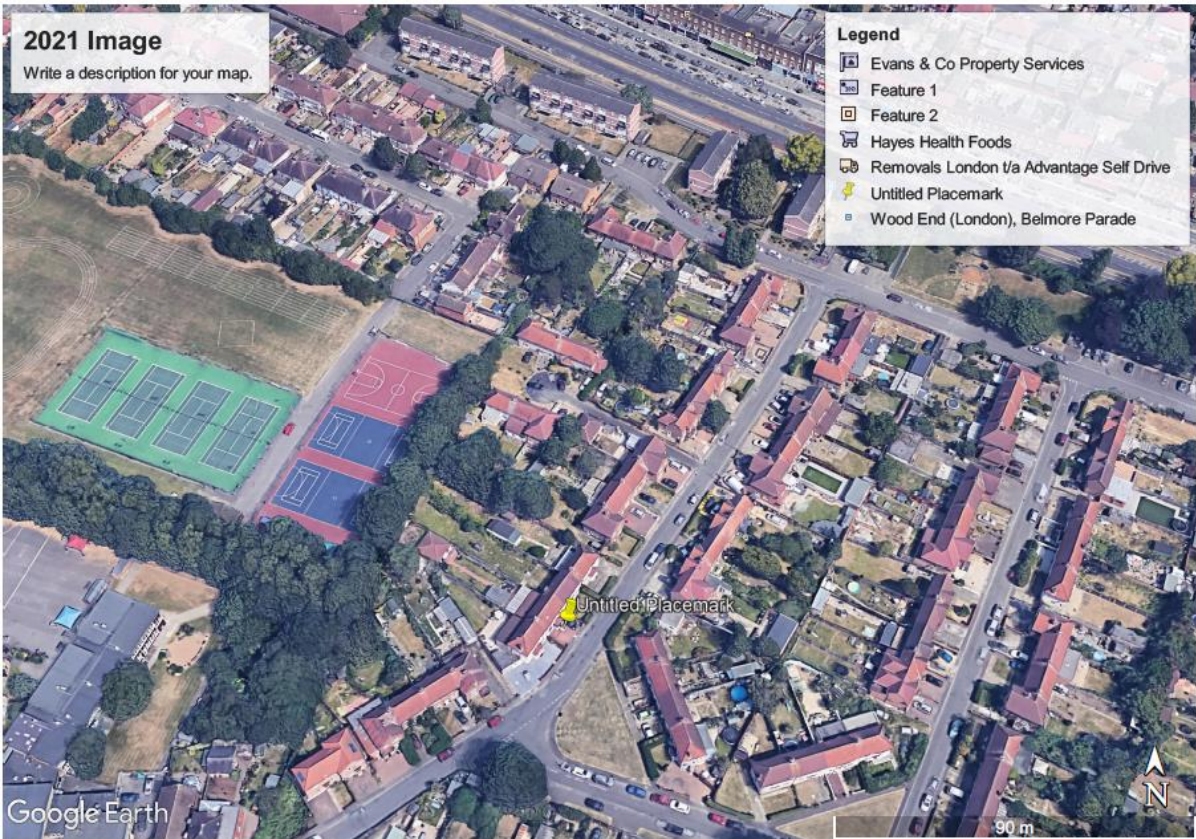 2021 Image
Write a description for your map.
Legend
Evans & Co Property Services
Feature 1
Feature 2
Hayes Health Foods
Removals London t/a Advantage Self Drive
Untitled Placemark
Wood End (London), Belmore Parade
Untitled Placemark
N
Google Earth
90 m